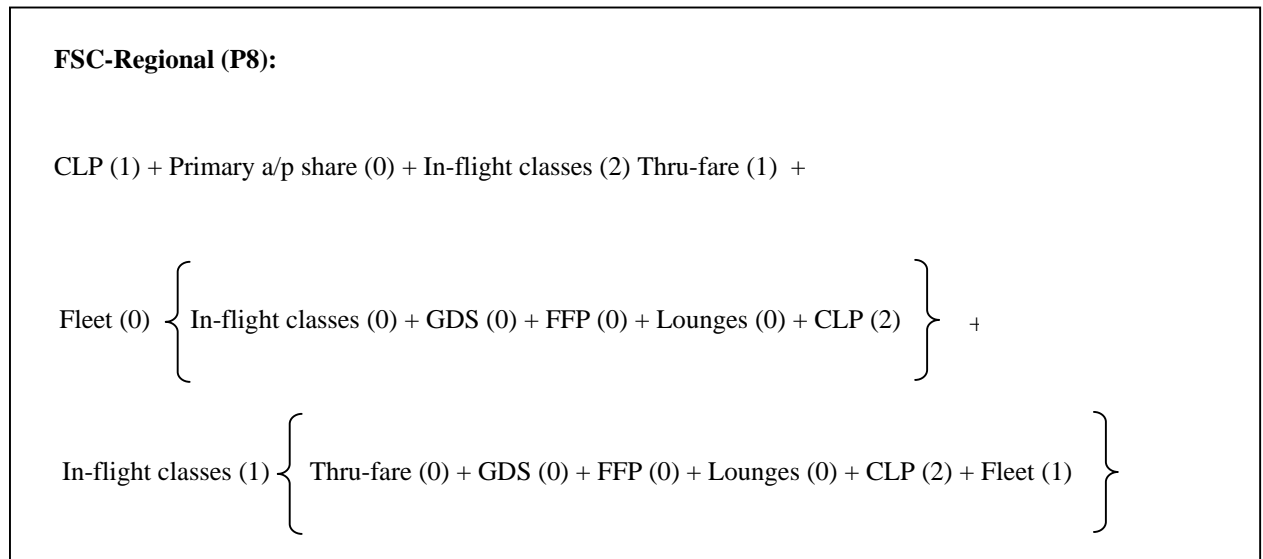 FSC-Regional (P8):
CLP (1) + Primary a/p share (0) + In-flight classes (2) Thru-fare (1) +
Fleet (0) { In-flight classes (0) + GDS (0) + FFP (0) + Lounges (0) + CLP (2) } +
In-flight classes (1) { Thru-fare (0) + GDS (0) + FFP (0) + Lounges (0) + CLP (2) + Fleet (1) }